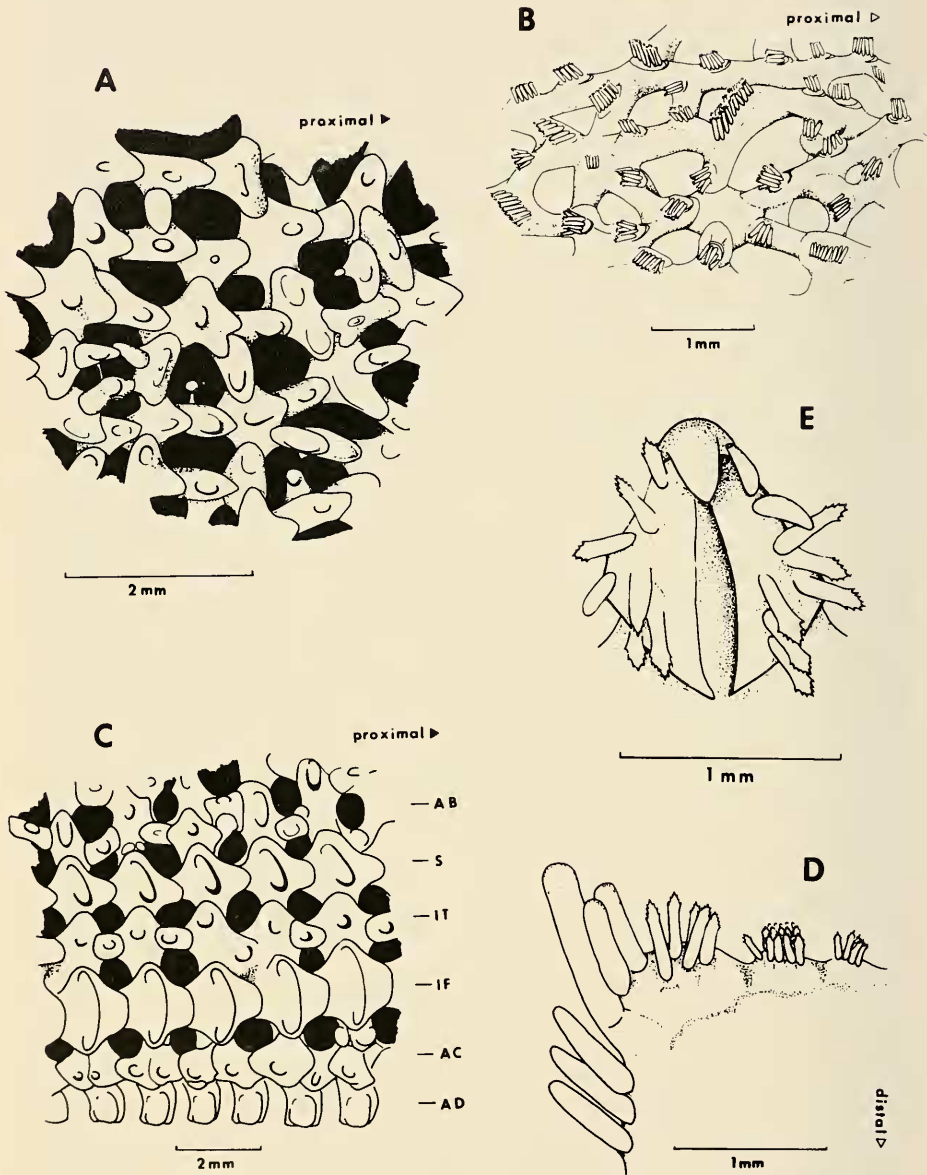 A
proximal ▶
2 mm
B
proximal ▷
1mm
E
1 mm
C
proximal ▶
— AB
— S
— IT
— IF
— AC
— AD
2mm
D
distal ▷
1mm